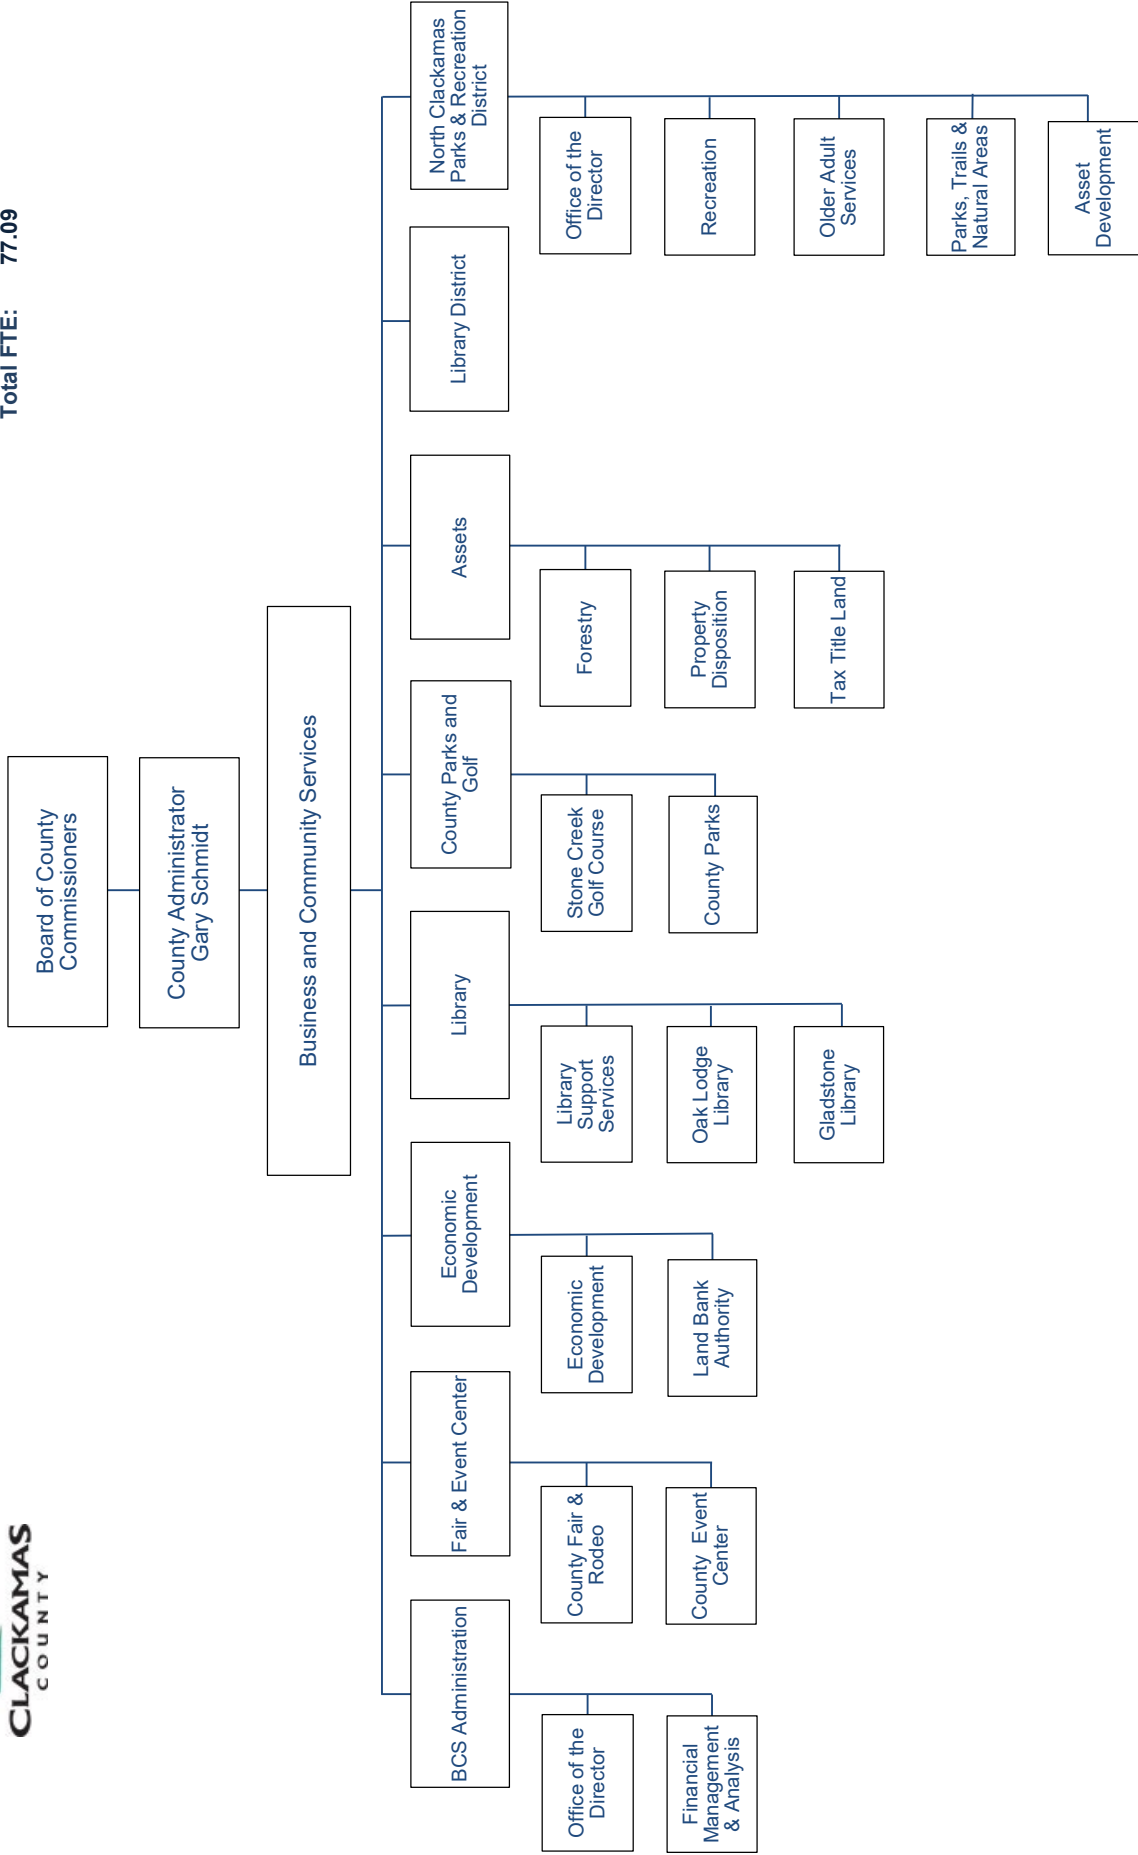 CLACKAMAS
COUNTY
Total FTE: 77.09
Board of County
Commissioners
County Administrator
Gary Schmidt
Business and Community Services
BCS Administration
Office of the
Director
Financial
Management
& Analysis
Fair & Event Center
County Fair &
Rodeo
County Event
Center
Economic
Development
Economic
Development
Land Bank
Authority
Library
Library
Support
Services
Oak Lodge
Library
Gladstone
Library
County Parks and
Golf
Stone Creek
Golf Course
County Parks
Assets
Forestry
Property
Disposition
Tax Title Land
Library District
North Clackamas
Parks & Recreation
District
Office of the
Director
Recreation
Older Adult
Services
Parks, Trails &
Natural Areas
Asset
Development